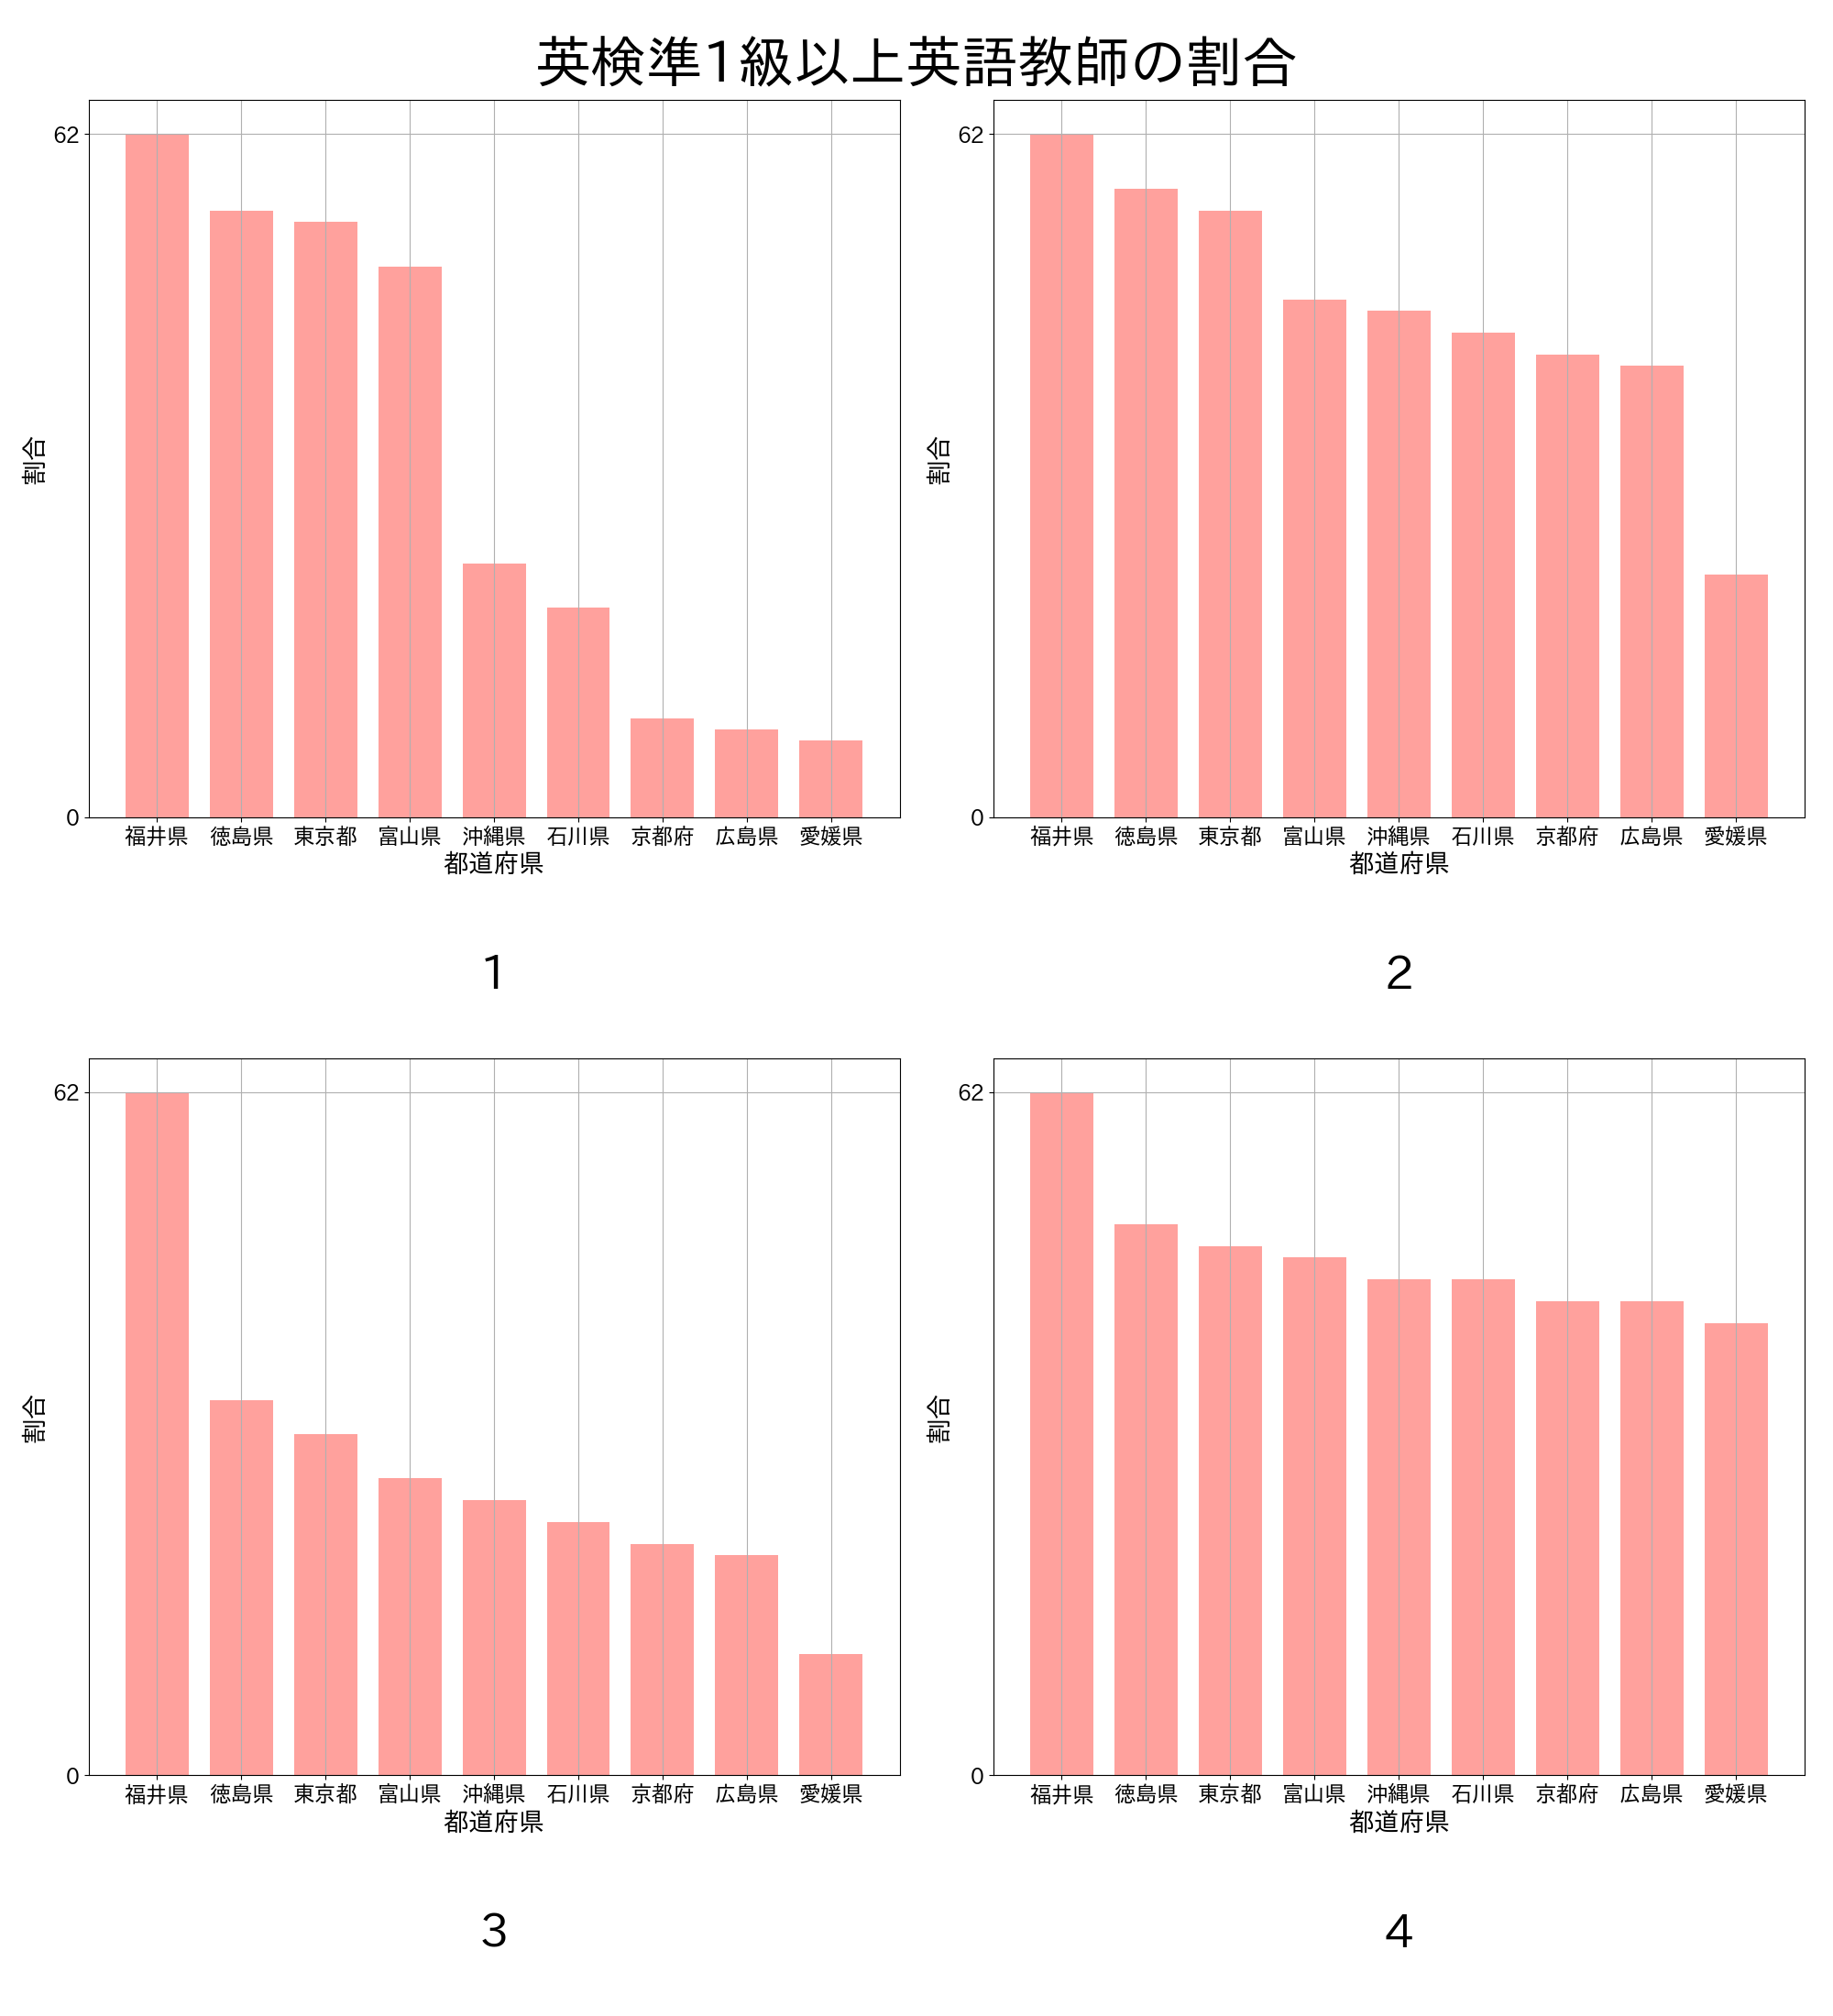 英検準1級以上英語教師の割合
62
0
割合
福井県 徳島県 東京都 富山県 沖縄県 石川県 京都府 広島県 愛媛県
都道府県
1
62
0
割合
福井県 徳島県 東京都 富山県 沖縄県 石川県 京都府 広島県 愛媛県
都道府県
2
62
0
割合
福井県 徳島県 東京都 富山県 沖縄県 石川県 京都府 広島県 愛媛県
都道府県
3
62
0
割合
福井県 徳島県 東京都 富山県 沖縄県 石川県 京都府 広島県 愛媛県
都道府県
4